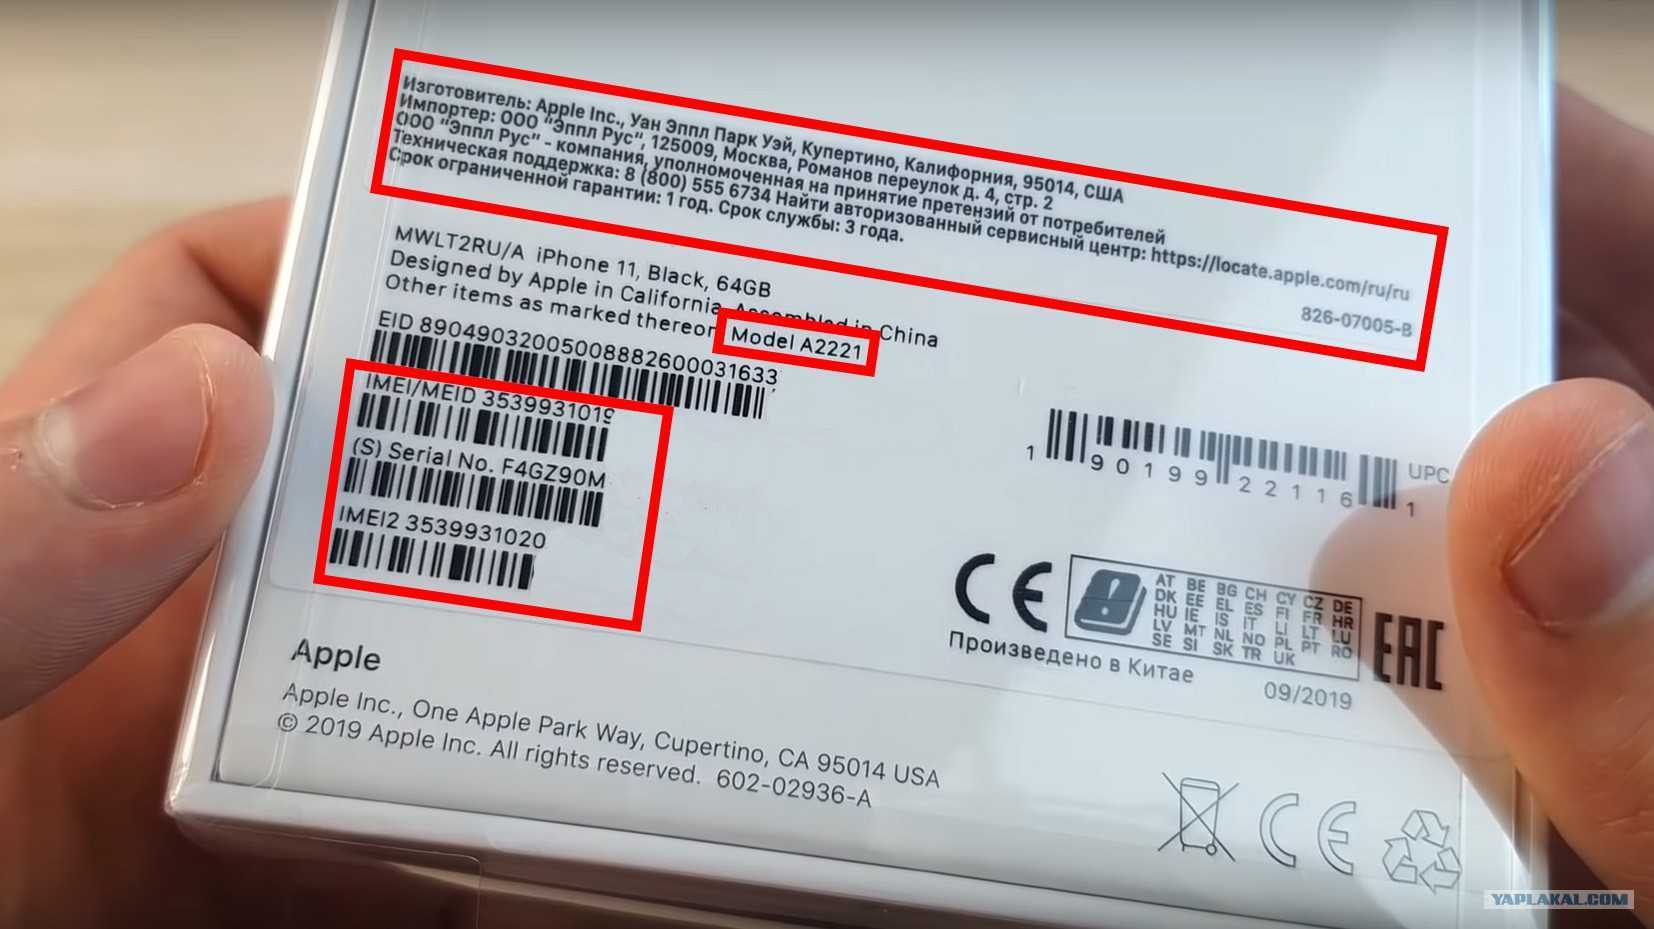 Изготовитель: Apple Inc., Уан Эппл Парк Уэй, Купертино, Калифорния, 95014, США
Импортер: ООО "Эппл Рус", 125009, Москва, Романов переулок д. 4, стр. 2
ООО "Эппл Рус" - компания, уполномоченная на принятие претензий от потребителей
Техническая поддержка: 8 (800) 555 6734 Найти авторизованный сервисный центр: https://locate.apple.com/ru/ru
Срок ограниченной гарантии: 1 год. Срок службы: 3 года.
826-07005-B
MWLT2RU/A iPhone 11, Black, 64GB
Designed by Apple in California Assembled in China
Other items as marked thereon Model A2221
EID 89049032005008882600031633
IMEI/MEID 3539931019
(S) Serial No. F4GZ90M
IMEI2 3539931020
1 90199 22116 1
UPC
CE
AT BE BG CH CY CZ DE
DK EE EL ES FI FR HR
HU IE IS IT LI LT LU
LV MT NL NO PL PT RO
SE SI SK TR UK
EAC
Произведено в Китае
09/2019
Apple
Apple Inc., One Apple Park Way, Cupertino, CA 95014 USA
© 2019 Apple Inc. All rights reserved. 602-02936-A
CE
YAPLAKAL.COM